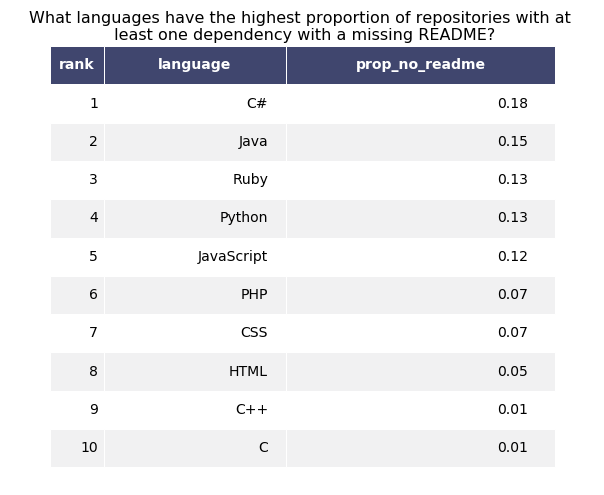 What languages have the highest proportion of repositories with at
least one dependency with a missing README?
rank language prop_no_readme
1 C# 0.18
2 Java 0.15
3 Ruby 0.13
4 Python 0.13
5 JavaScript 0.12
6 PHP 0.07
7 CSS 0.07
8 HTML 0.05
9 C++ 0.01
10 C 0.01